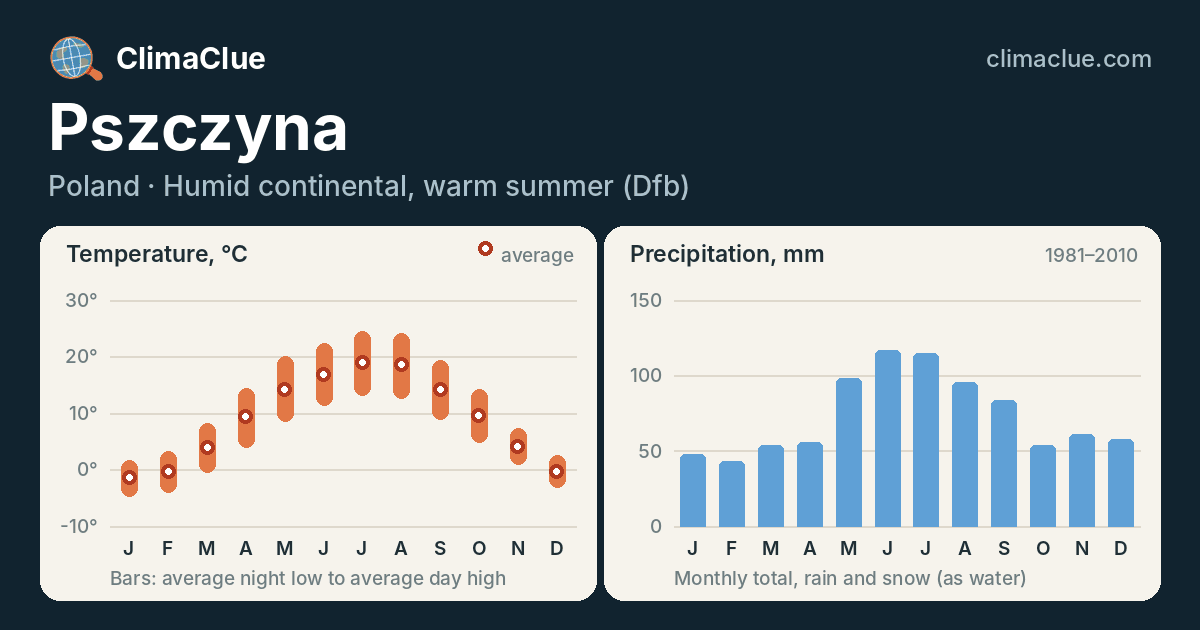 ClimaClue
climaclue.com
Pszczyna
Poland · Humid continental, warm summer (Dfb)
Temperature, °C
average
30°
20°
10°
0°
-10°
J F M A M J J A S O N D
Bars: average night low to average day high
Precipitation, mm
1981–2010
150
100
50
0
J F M A M J J A S O N D
Monthly total, rain and snow (as water)